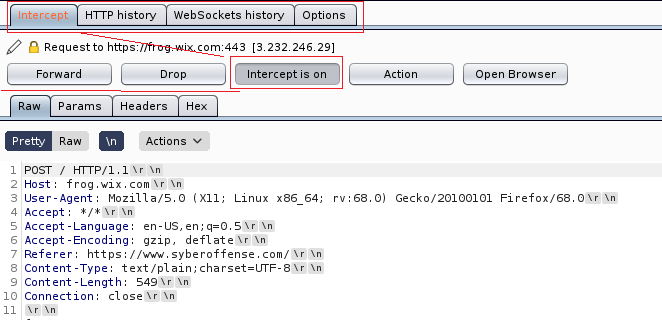 Intercept HTTP history WebSockets history Options
Request to https://frog.wix.com:443 [3.232.246.29]
Forward Drop Intercept is on Action Open Browser
Raw Params Headers Hex
Pretty Raw \n Actions
1 POST / HTTP/1.1\r \n
2 Host: frog.wix.com\r \n
3 User-Agent: Mozilla/5.0 (X11; Linux x86_64; rv:68.0) Gecko/20100101 Firefox/68.0\r \n
4 Accept: */*\r \n
5 Accept-Language: en-US,en;q=0.5\r \n
6 Accept-Encoding: gzip, deflate\r \n
7 Referer: https://www.syberoffense.com/\r \n
8 Content-Type: text/plain;charset=UTF-8\r \n
9 Content-Length: 549\r \n
10 Connection: close\r \n
11 \r \n